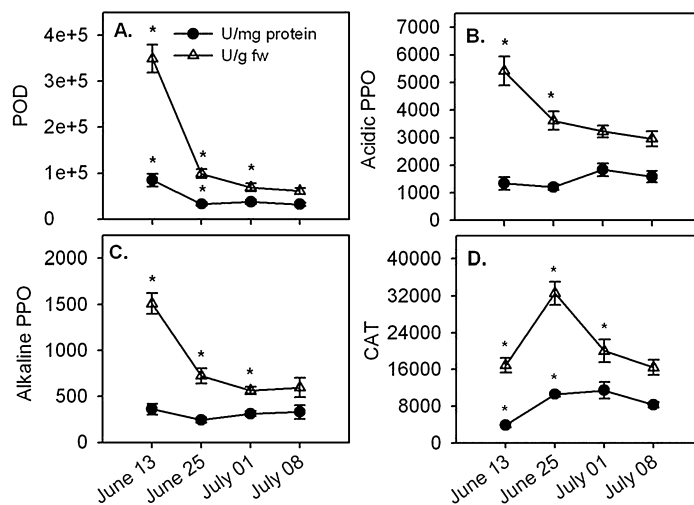 A.
U/mg protein
U/g fw
POD
4e+5
3e+5
2e+5
1e+5
0
* * * * *
B.
Acidic PPO
7000
6000
5000
4000
3000
2000
1000
0
* *
C.
Alkaline PPO
2000
1500
1000
500
0
* * *
June 13
June 25
July 01
July 08
D.
CAT
40000
32000
24000
16000
8000
0
* * * * *
June 13
June 25
July 01
July 08